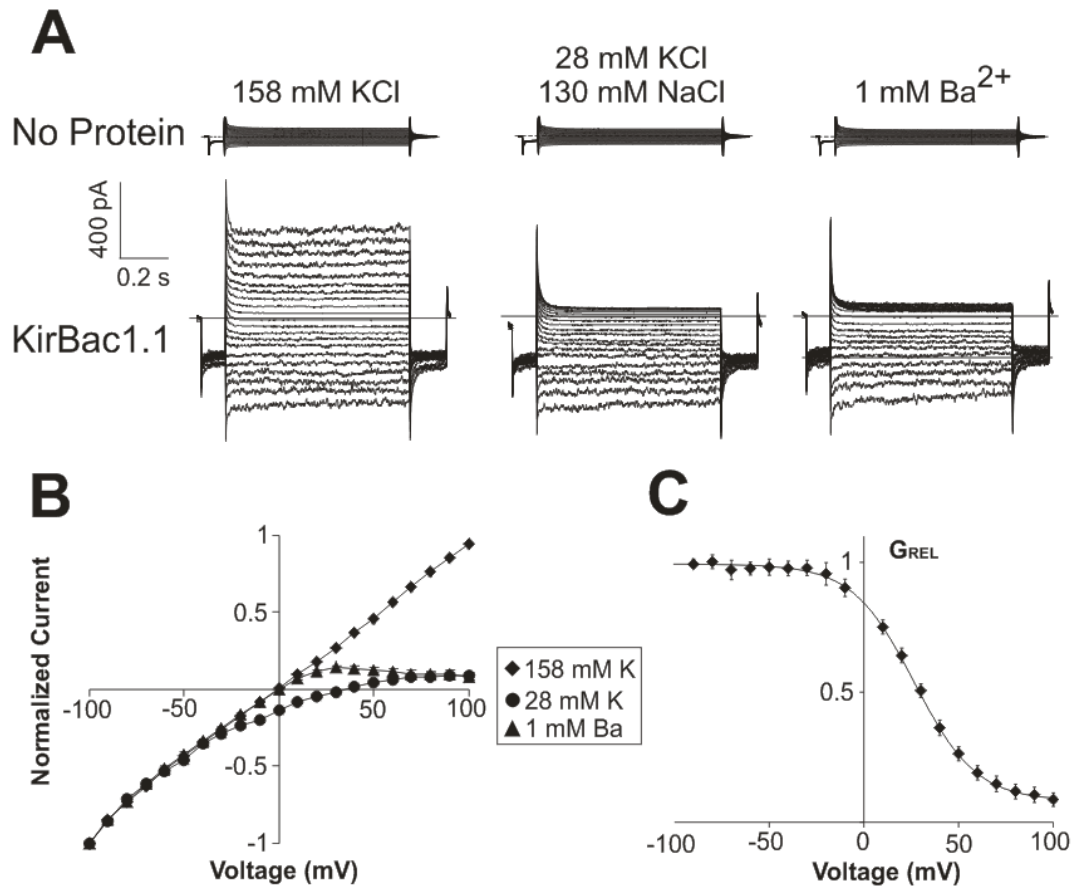 A
158 mM KCl
28 mM KCl
130 mM NaCl
1 mM Ba2+
No Protein
400 pA
0.2 s
KirBac1.1
B
Normalized Current
1
0.5
-100
-50
50
100
-0.5
-1
Voltage (mV)
158 mM K
28 mM K
1 mM Ba
C
GREL
1
0.5
-100
-50
0
50
100
Voltage (mV)